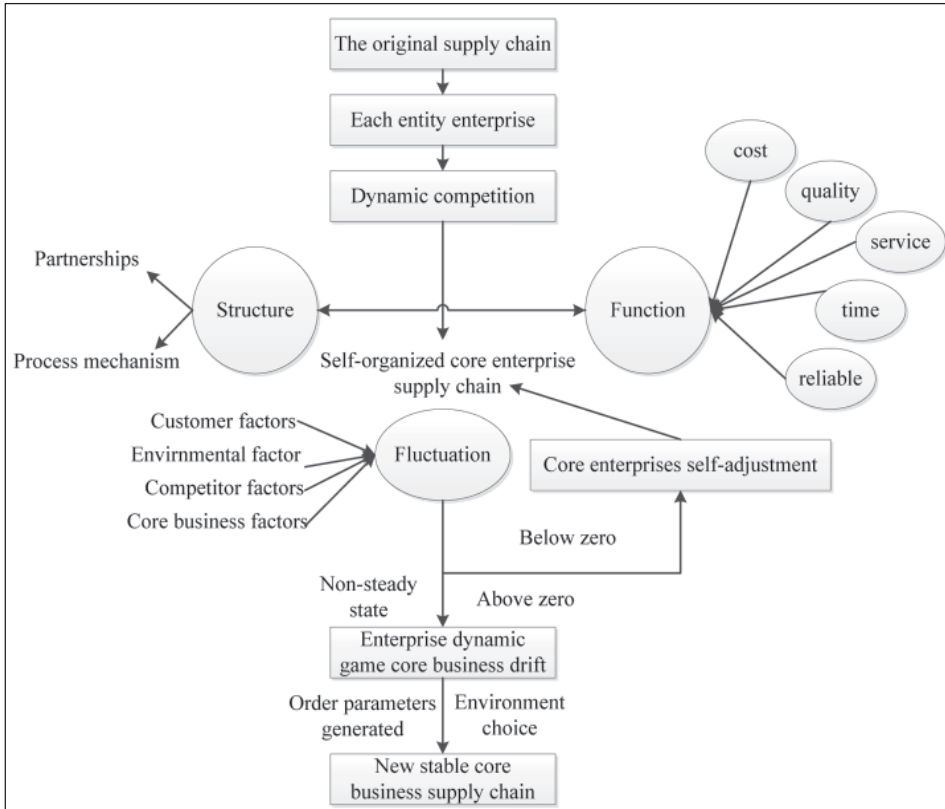 The original supply chain
Each entity enterprise
Dynamic competition
cost
quality
service
time
reliable
Partnerships
Process mechanism
Structure
Function
Self-organized core enterprise
supply chain
Customer factors
Envirnmental factor
Competitor factors
Core business factors
Fluctuation
Core enterprises self-adjustment
Below zero
Non-steady
state
Above zero
Enterprise dynamic
game core business drift
Order parameters
generated
Environment
choice
New stable core
business supply chain